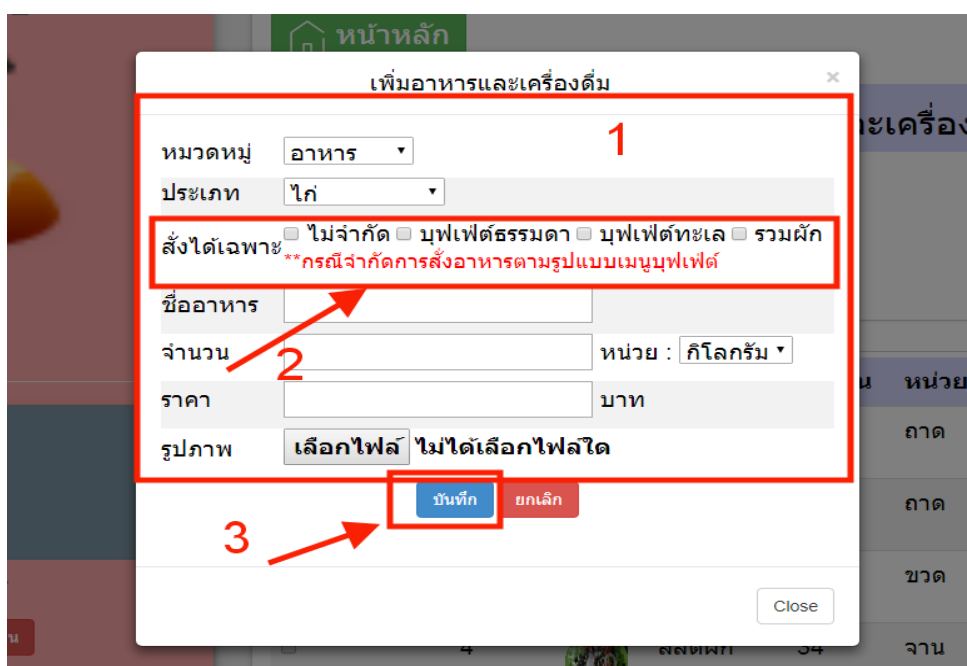 หน้าหลัก
เพิ่มอาหารและเครื่องดื่ม ×
1
หมวดหมู่ อาหาร
ประเภท ไก่
สั่งได้เฉพาะ ไม่จำกัด บุฟเฟ่ต์ธรรมดา บุฟเฟ่ต์ทะเล รวมผัก
**กรณีจำกัดการสั่งอาหารตามรูปแบบเมนูบุฟเฟ่ต์
ชื่ออาหาร
จำนวน หน่วย : กิโลกรัม
2
ราคา บาท
รูปภาพ เลือกไฟล์ ไม่ได้เลือกไฟล์ใด
บันทึก ยกเลิก
3
Close
ะเครื่อง
น หน่วย
ถาด
ถาด
ขวด
4 สลัดผัก 34 จาน